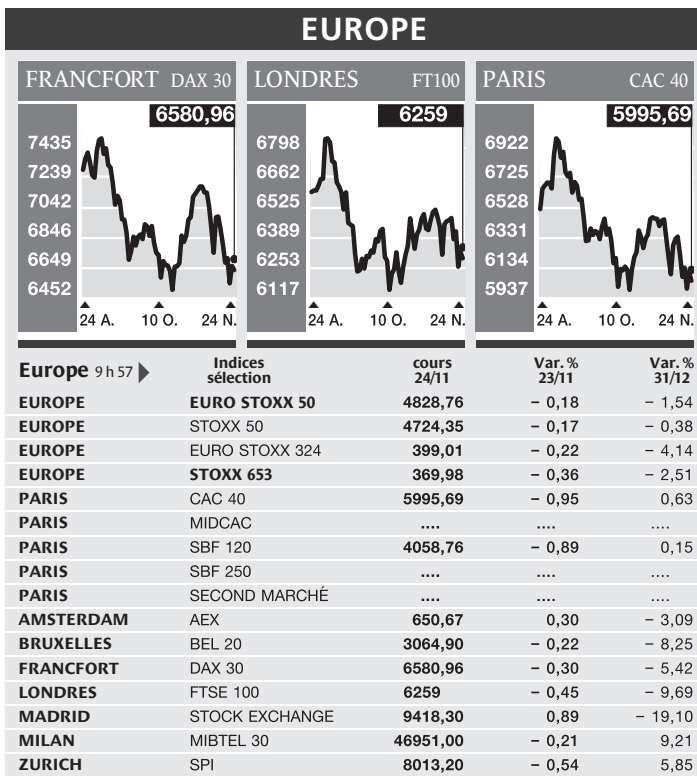 EUROPE
FRANCFORT DAX 30
6580,96
7435
7239
7042
6846
6649
6452
24 A. 10 O. 24 N.
LONDRES FT100
6259
6798
6662
6525
6389
6253
6117
24 A. 10 O. 24 N.
PARIS CAC 40
5995,69
6922
6725
6528
6331
6134
5937
24 A. 10 O. 24 N.
Europe 9 h 57 Indices sélection cours 24/11 Var. % 23/11 Var. % 31/12
EUROPE EURO STOXX 50 4828,76 – 0,18 – 1,54
EUROPE STOXX 50 4724,35 – 0,17 – 0,38
EUROPE EURO STOXX 324 399,01 – 0,22 – 4,14
EUROPE STOXX 653 369,98 – 0,36 – 2,51
PARIS CAC 40 5995,69 – 0,95 0,63
PARIS MIDCAC .... .... ....
PARIS SBF 120 4058,76 – 0,89 0,15
PARIS SBF 250 .... .... ....
PARIS SECOND MARCHÉ .... .... ....
AMSTERDAM AEX 650,67 0,30 – 3,09
BRUXELLES BEL 20 3064,90 – 0,22 – 8,25
FRANCFORT DAX 30 6580,96 – 0,30 – 5,42
LONDRES FTSE 100 6259 – 0,45 – 9,69
MADRID STOCK EXCHANGE 9418,30 0,89 – 19,10
MILAN MIBTEL 30 46951,00 – 0,21 9,21
ZURICH SPI 8013,20 – 0,54 5,85